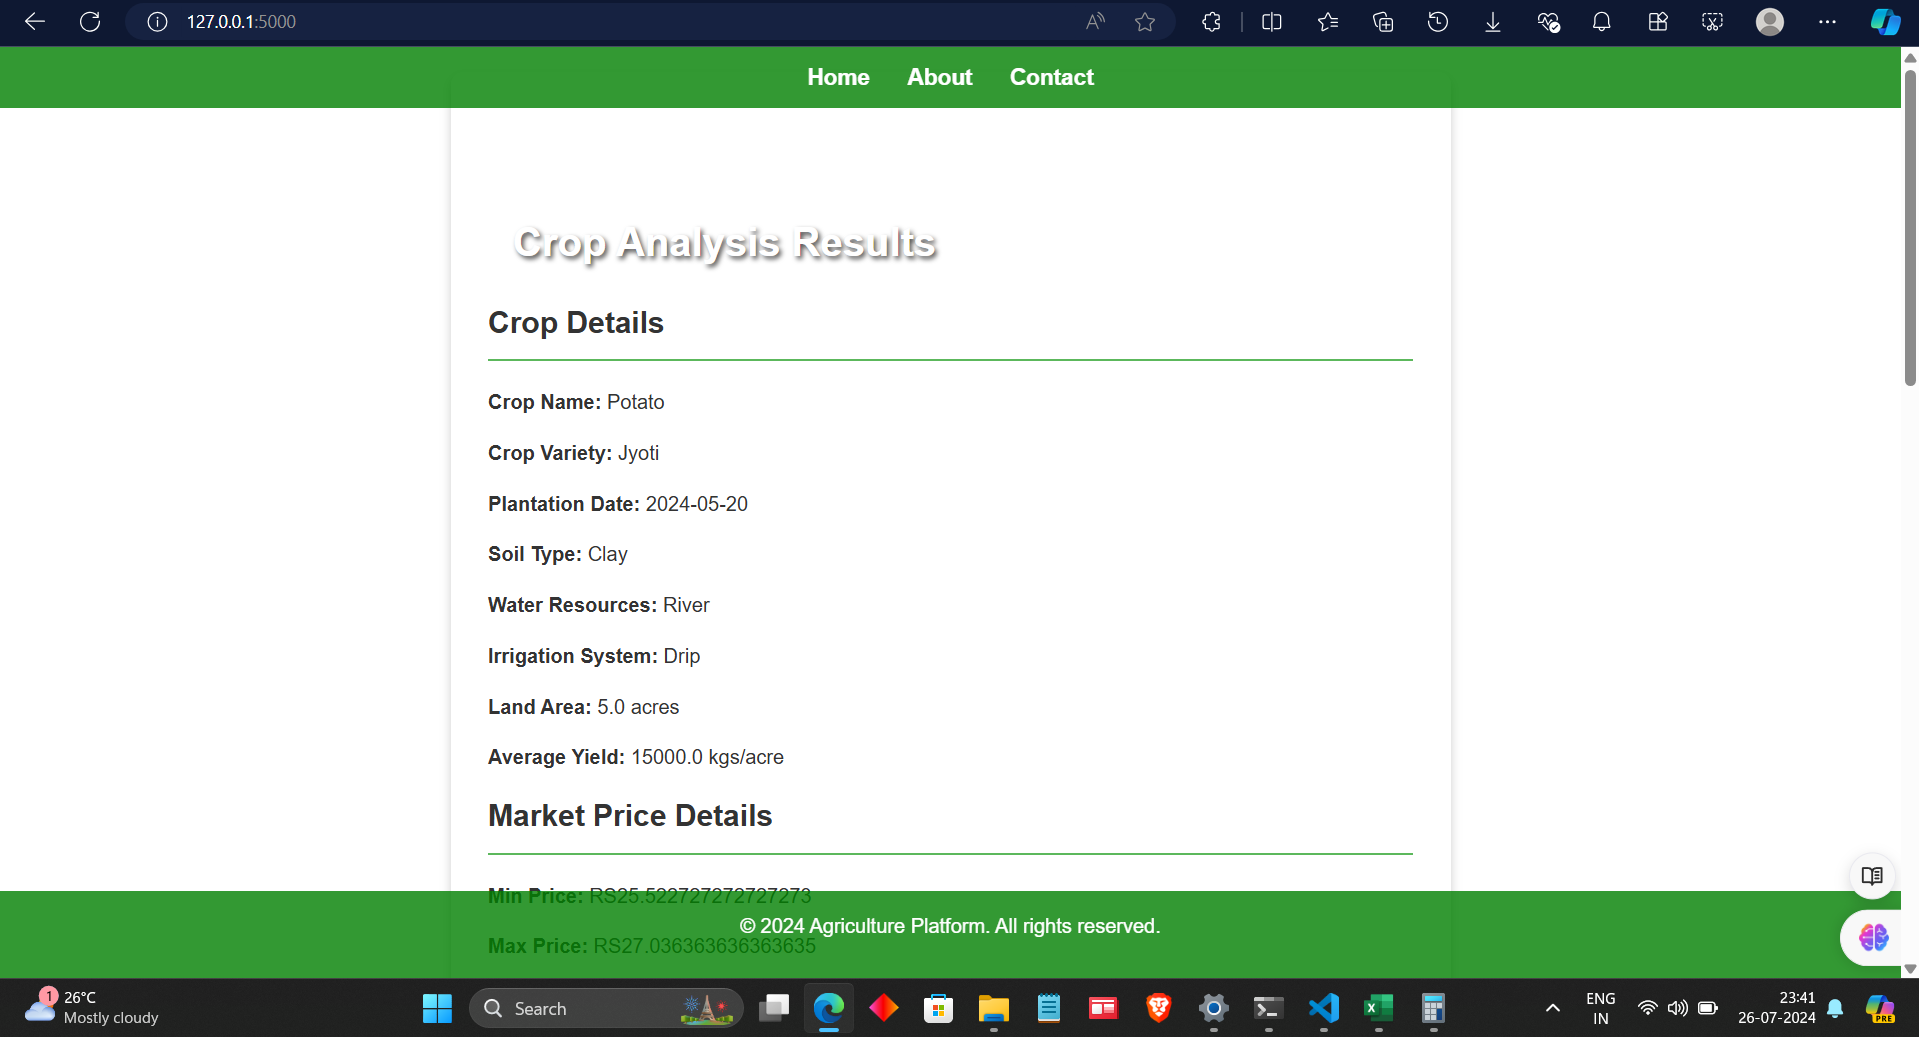 127.0.0.1:5000
Home About Contact
Crop Analysis Results
Crop Details
Crop Name: Potato
Crop Variety: Jyoti
Plantation Date: 2024-05-20
Soil Type: Clay
Water Resources: River
Irrigation System: Drip
Land Area: 5.0 acres
Average Yield: 15000.0 kgs/acre
Market Price Details
Min Price: RS25.522727272727273
© 2024 Agriculture Platform. All rights reserved.
Max Price: RS27.036363636363635
1
26°C
Mostly cloudy
Search
ENG
IN
23:41
26-07-2024
PRE